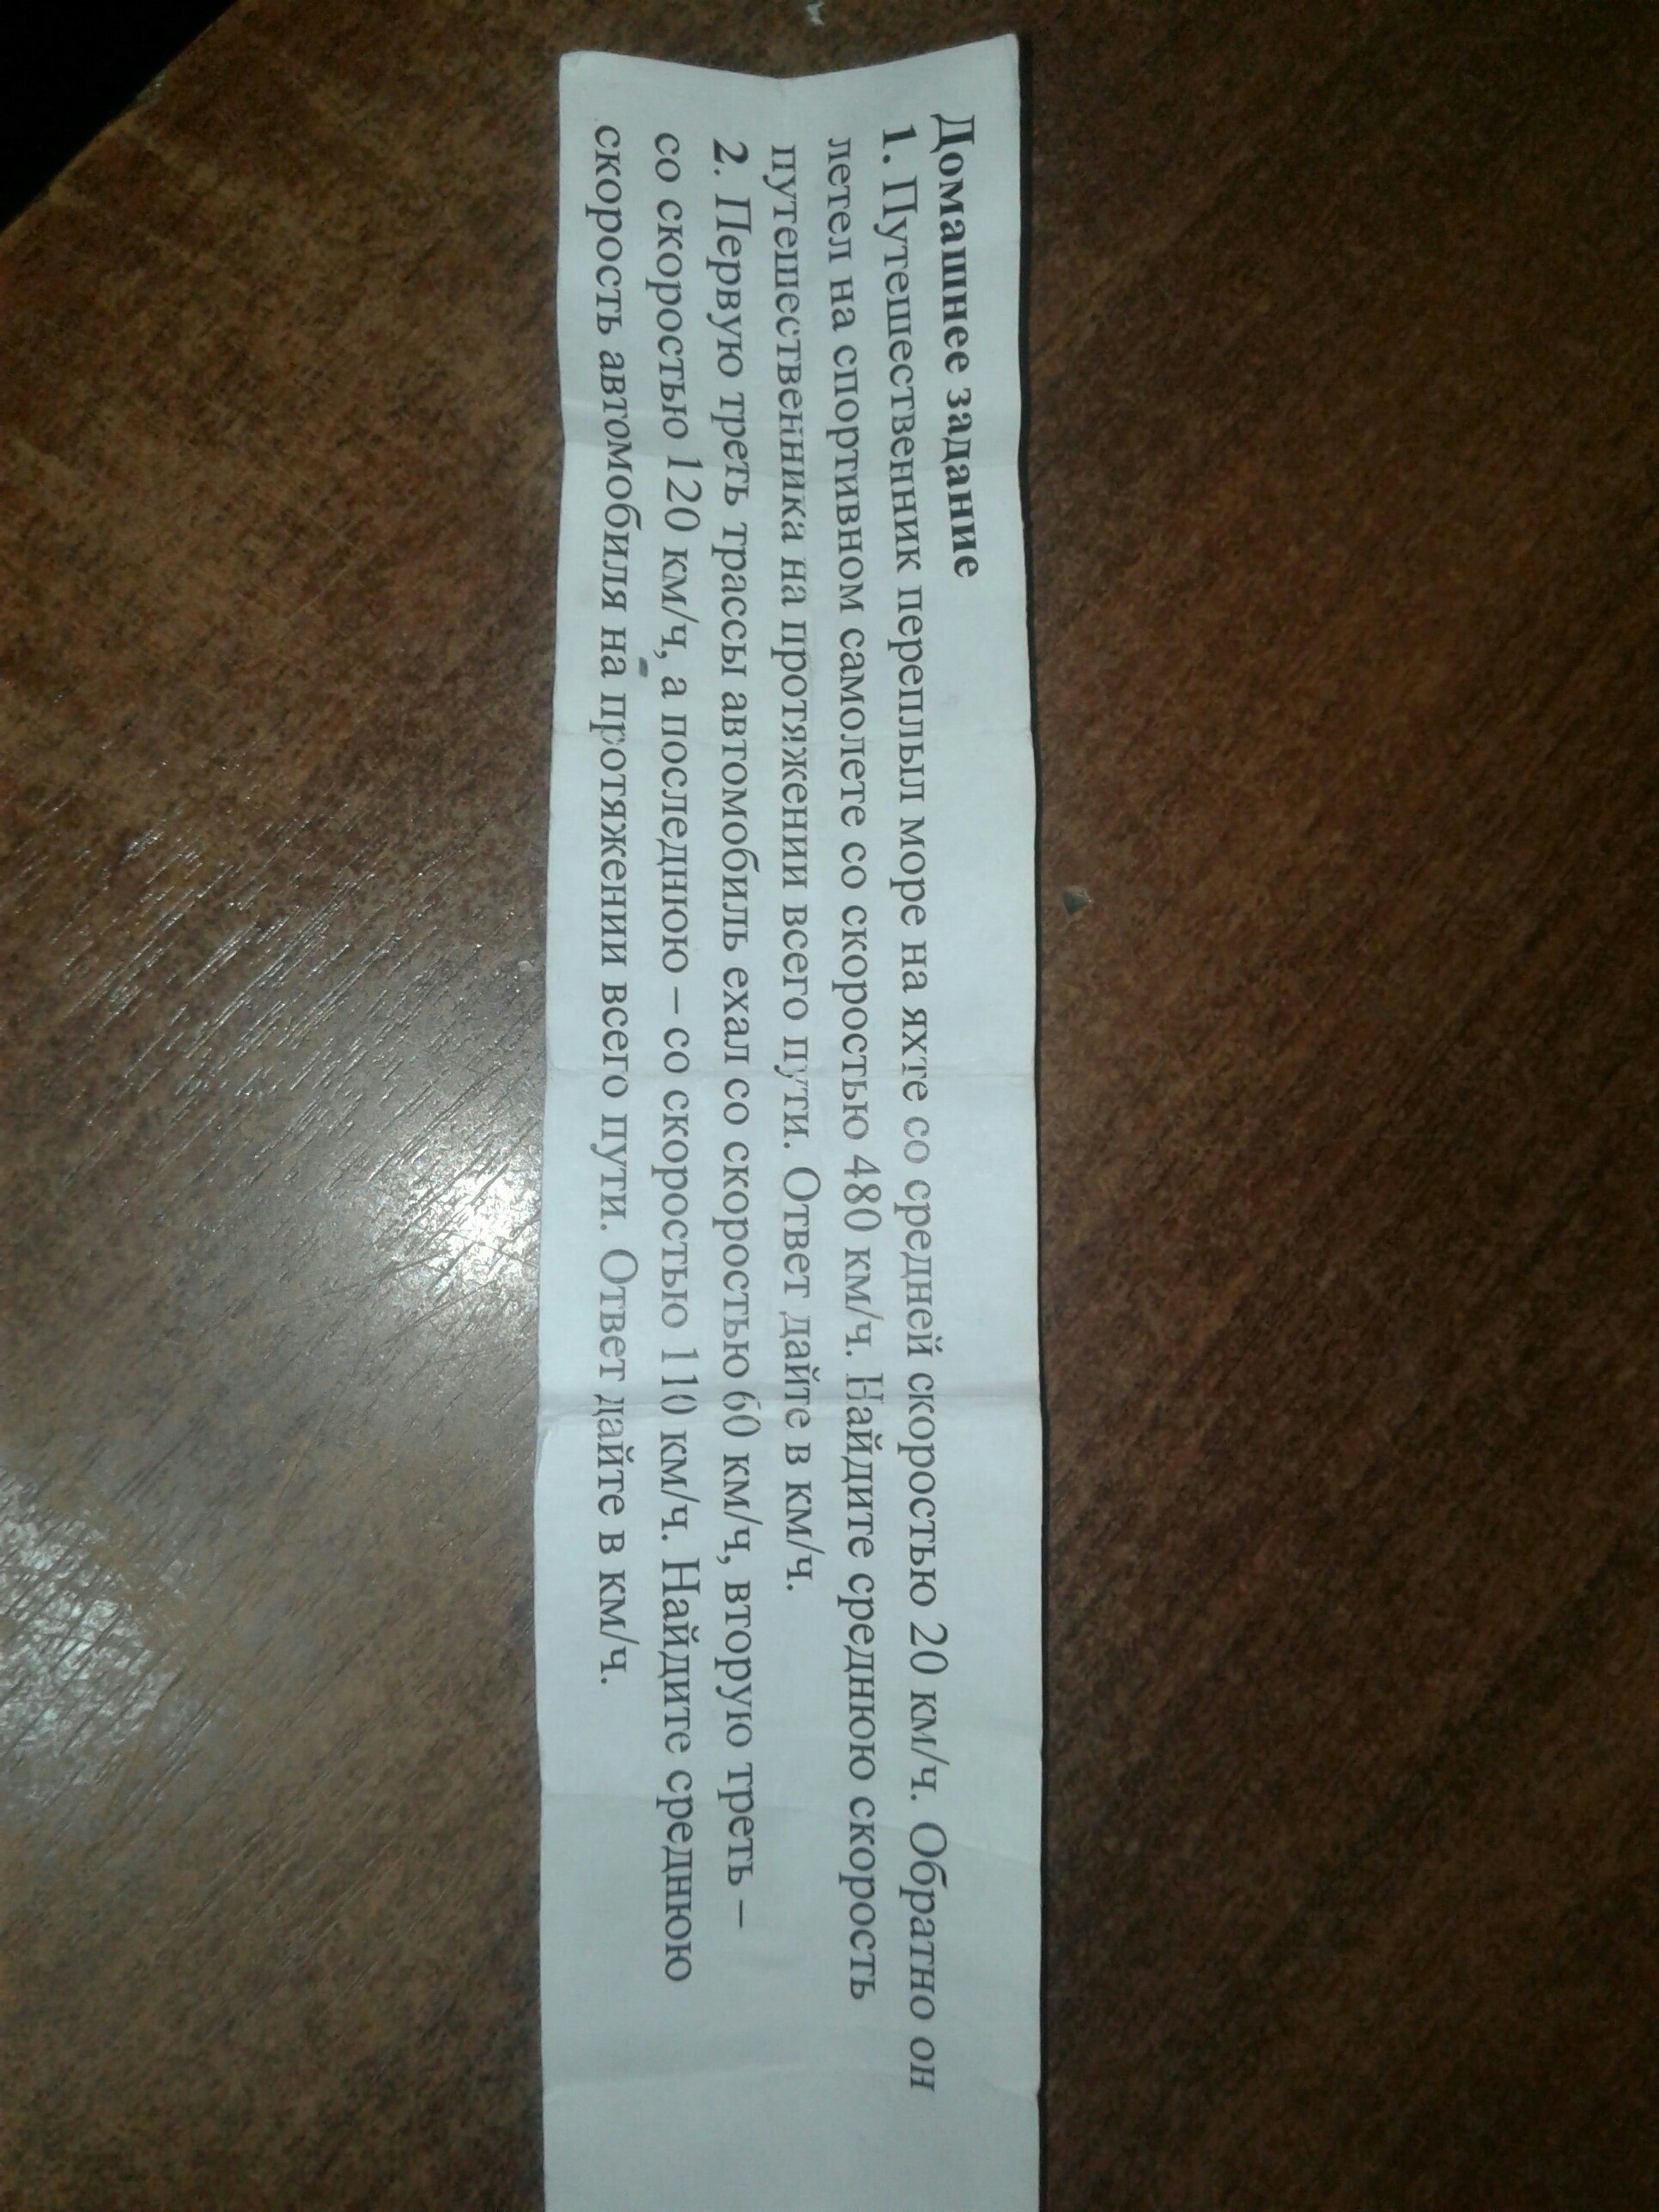 Домашнее задание
1. Путешественник переплыл море на яхте со средней скоростью 20 км/ч. Обратно он
летел на спортивном самолете со скоростью 480 км/ч. Найдите среднюю скорость
путешественника на протяжении всего пути. Ответ дайте в км/ч.
2. Первую треть трассы автомобиль ехал со скоростью 60 км/ч, вторую треть –
со скоростью 120 км/ч, а последнюю – со скоростью 110 км/ч. Найдите среднюю
скорость автомобиля на протяжении всего пути. Ответ дайте в км/ч.